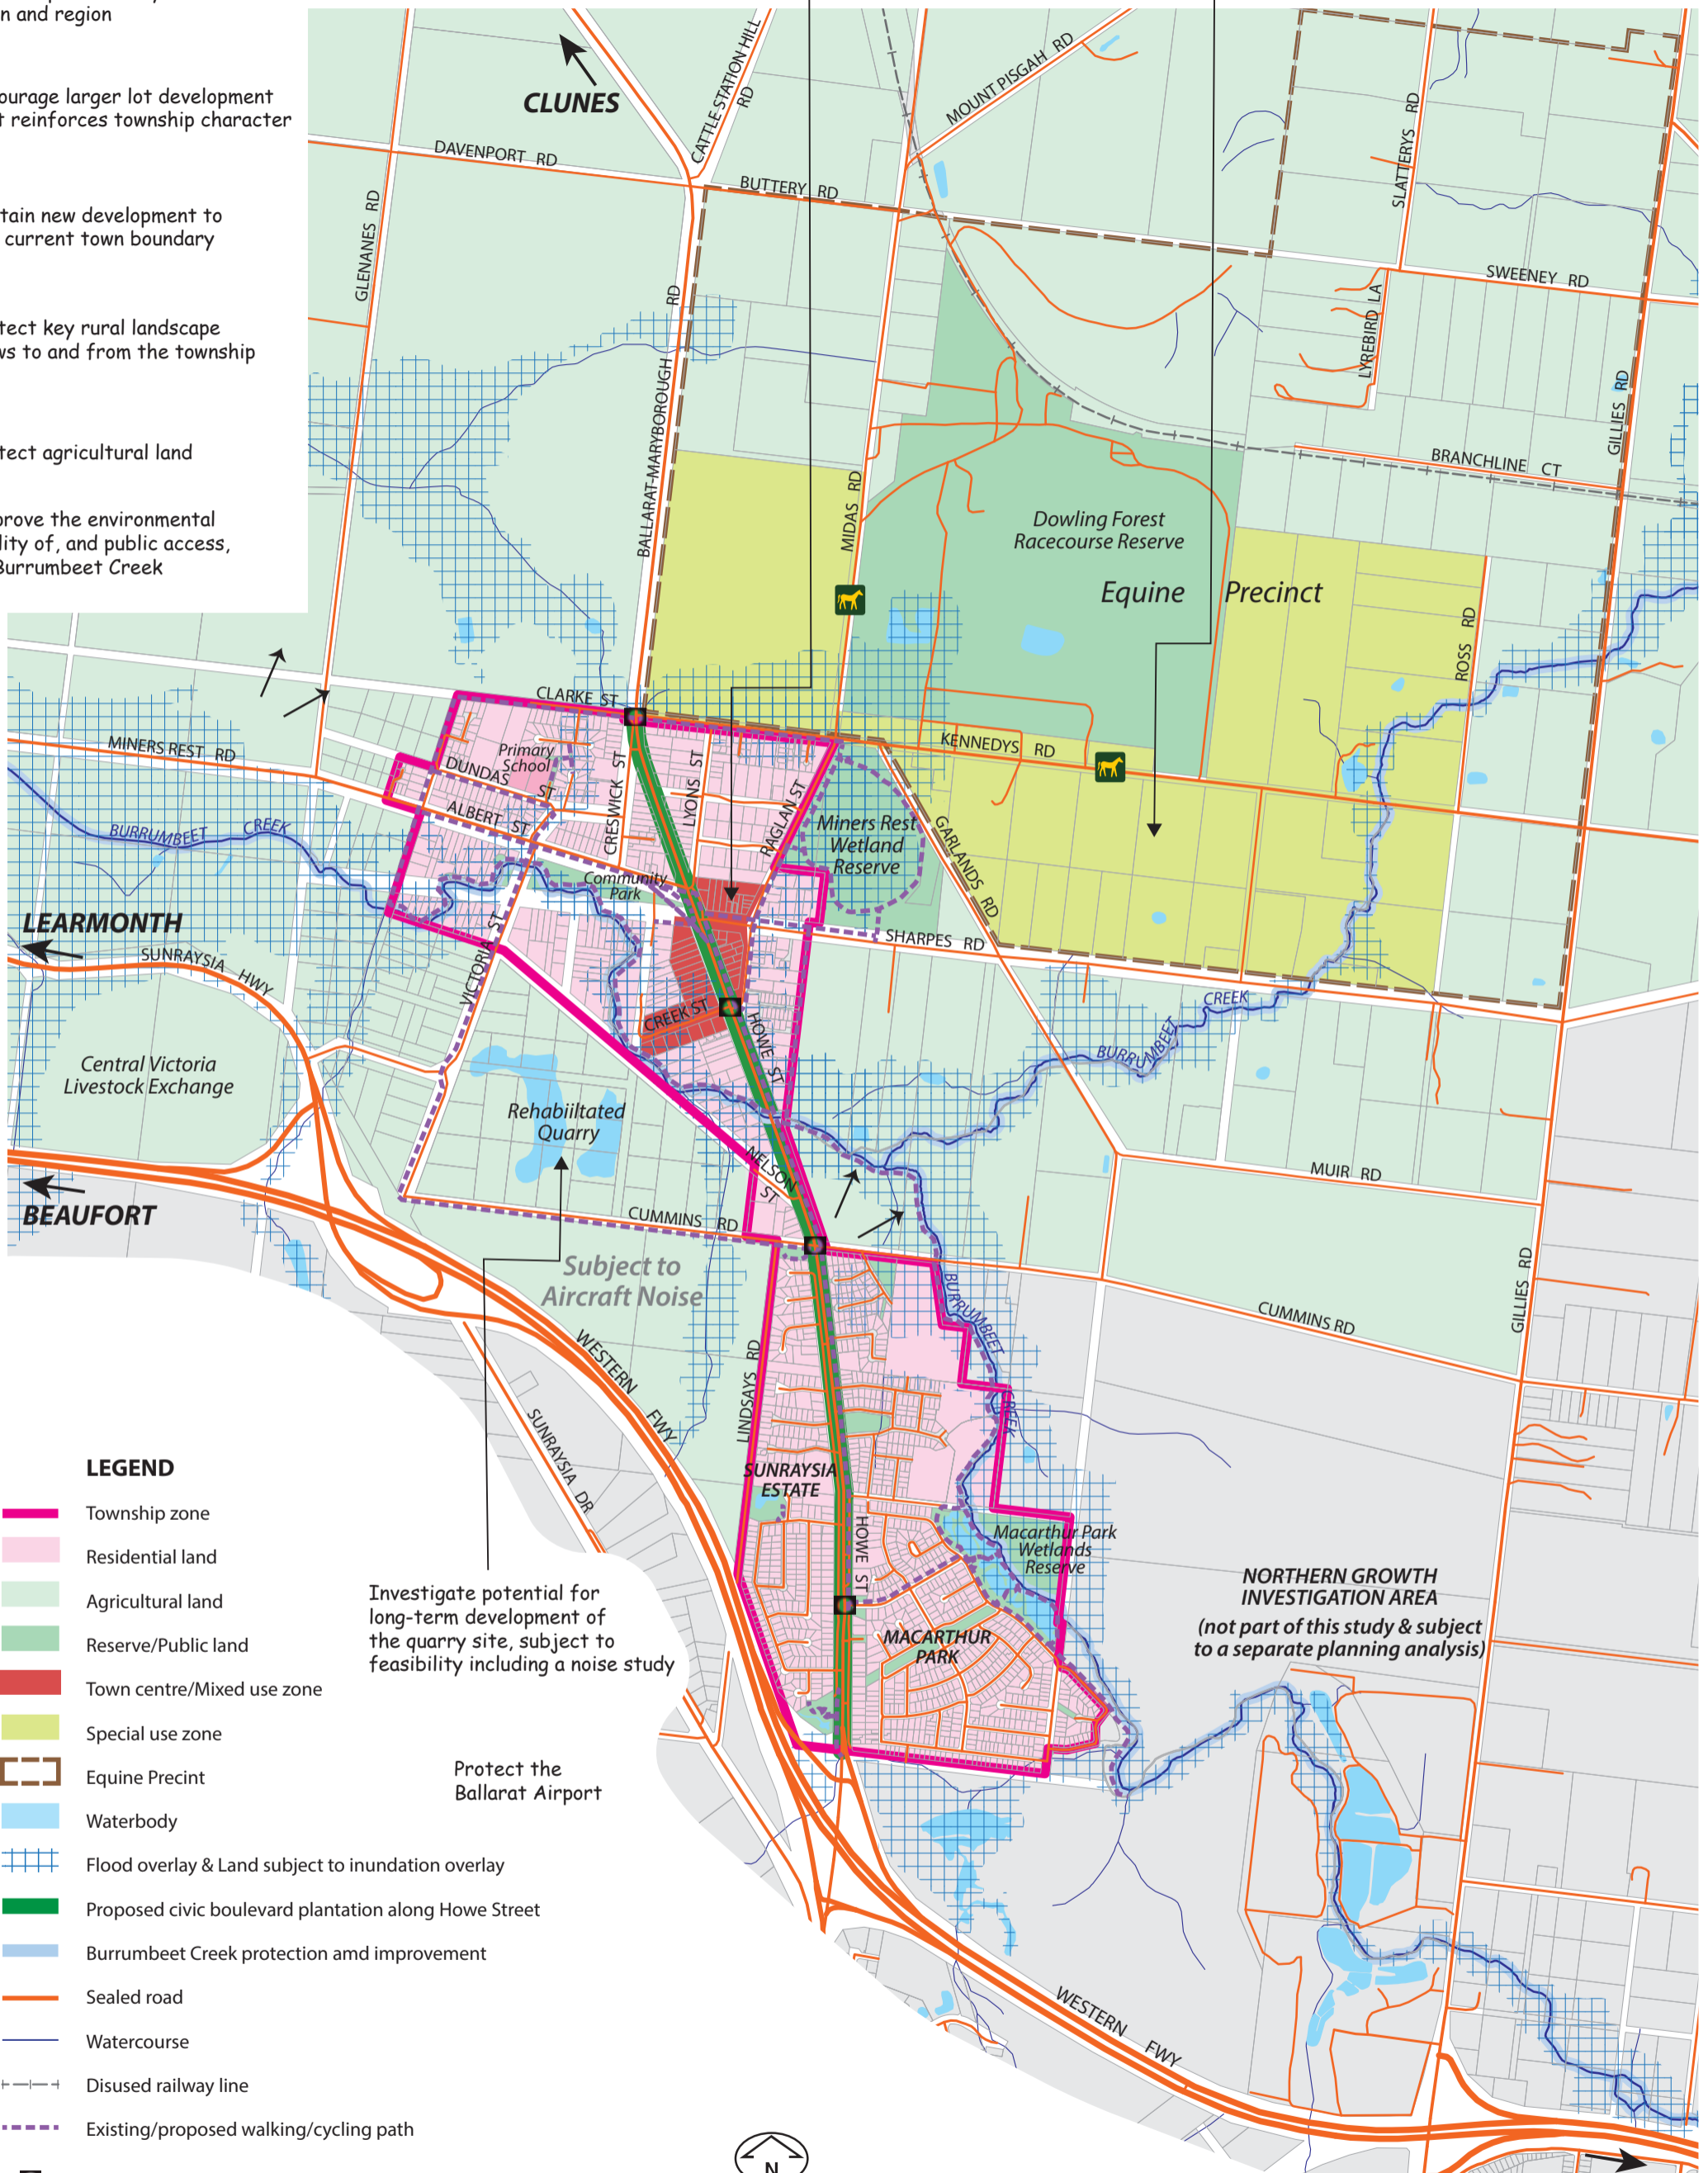 n and region
ourage larger lot development
t reinforces township character
tain new development to
current town boundary
tect key rural landscape
ws to and from the township
tect agricultural land
prove the environmental
lity of, and public access,
Burrumbeet Creek
CLUNES
CATTLE STATION HILL
RD
MOUNT PISGAH RD
DAVENPORT RD
BUTTERY RD
GLENANES RD
SLATTERYS RD
SWEENEY RD
LYREBIRD LA
GILLIES RD
BALLARAT-MARYBOROUGH RD
MIDAS RD
BRANCHLINE CT
Dowling Forest
Racecourse Reserve
Equine Precinct
ROSS RD
CLARKE ST
MINERS REST RD
Primary
School
DUNDAS
ST
ALBERT ST
CRESWICK ST
LYONS ST
RAGLAN ST
KENNEDYS RD
BURRUMBEET CREEK
Miners Rest
Wetland
Reserve
GARLANDS RD
Community
Park
LEARMONTH
SUNRAYSIA HWY
VICTORIA ST
SHARPES RD
CREEK ST
HOWE ST
BURRUMBEET
CREEK
Central Victoria
Livestock Exchange
Rehabiiltated
Quarry
NELSON
ST
MUIR RD
BEAUFORT
CUMMINS RD
Subject to
Aircraft Noise
GILLIES RD
CUMMINS RD
BURRUMBEET
CREEK
WESTERN
FWY
LINDSAYS RD
SUNRAYSIA DR
SUNRAYSIA
ESTATE
HOWE ST
Macarthur Park
Wetlands
Reserve
MACARTHUR
PARK
NORTHERN GROWTH
INVESTIGATION AREA
(not part of this study & subject
to a separate planning analysis)
Investigate potential for
long-term development of
the quarry site, subject to
feasibility including a noise study
Protect the
Ballarat Airport
WESTERN FWY
LEGEND
Township zone
Residential land
Agricultural land
Reserve/Public land
Town centre/Mixed use zone
Special use zone
Equine Precint
Waterbody
Flood overlay & Land subject to inundation overlay
Proposed civic boulevard plantation along Howe Street
Burrumbeet Creek protection amd improvement
Sealed road
Watercourse
Disused railway line
Existing/proposed walking/cycling path
N